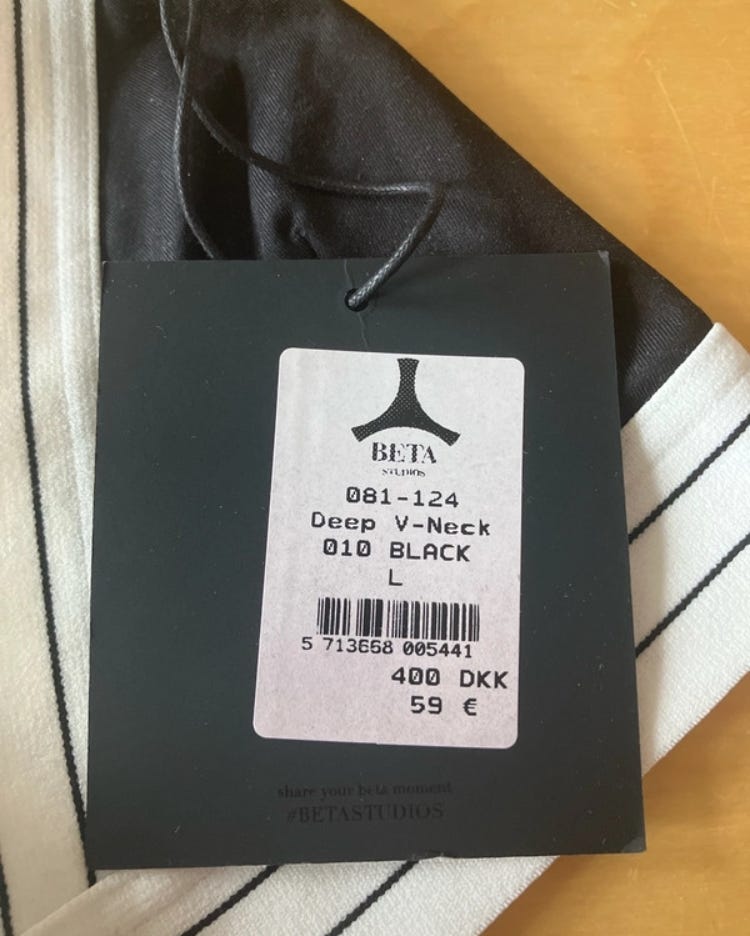 BETA
STUDIOS
081-124
Deep V-Neck
010 BLACK
L
5 713668 005441
400 DKK
59 €
share your beta moment
#BETASTUDIOS